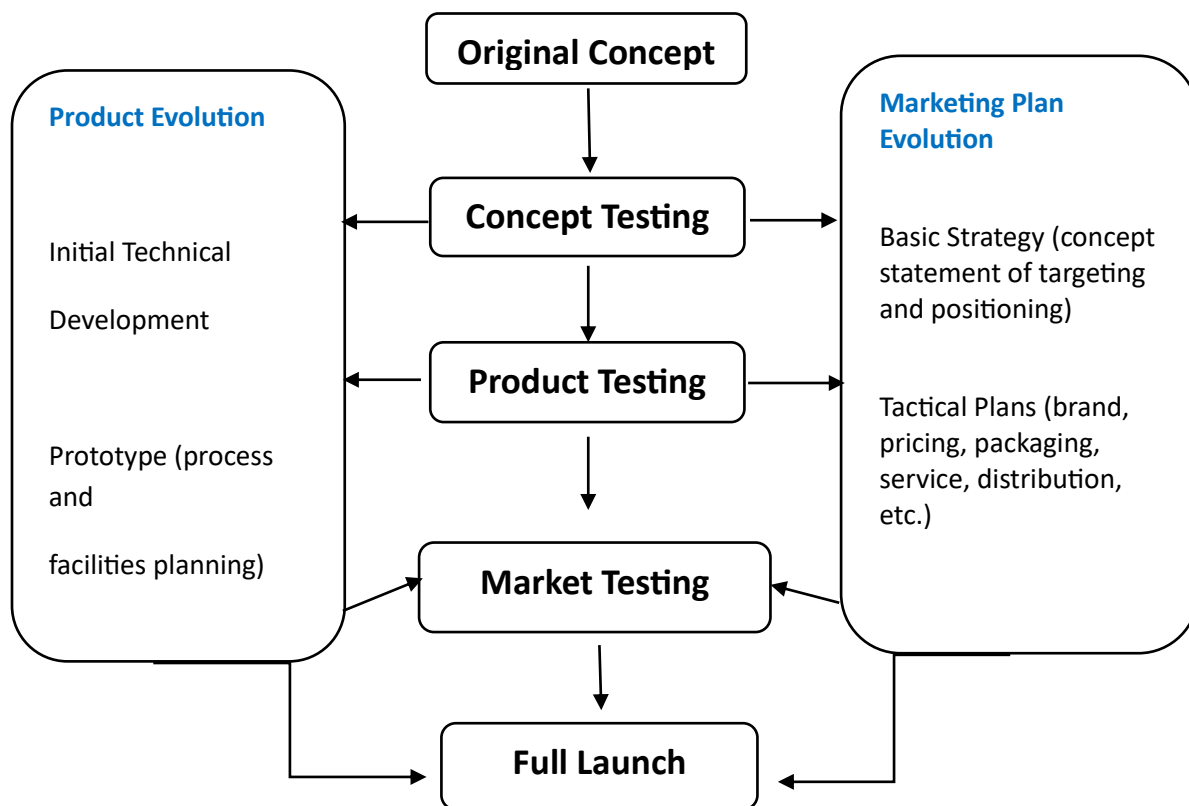 Original Concept
Product Evolution
Initial Technical
Development
Prototype (process
and
facilities planning)
Concept Testing
Product Testing
Market Testing
Full Launch
Marketing Plan
Evolution
Basic Strategy (concept
statement of targeting
and positioning)
Tactical Plans (brand,
pricing, packaging,
service, distribution,
etc.)